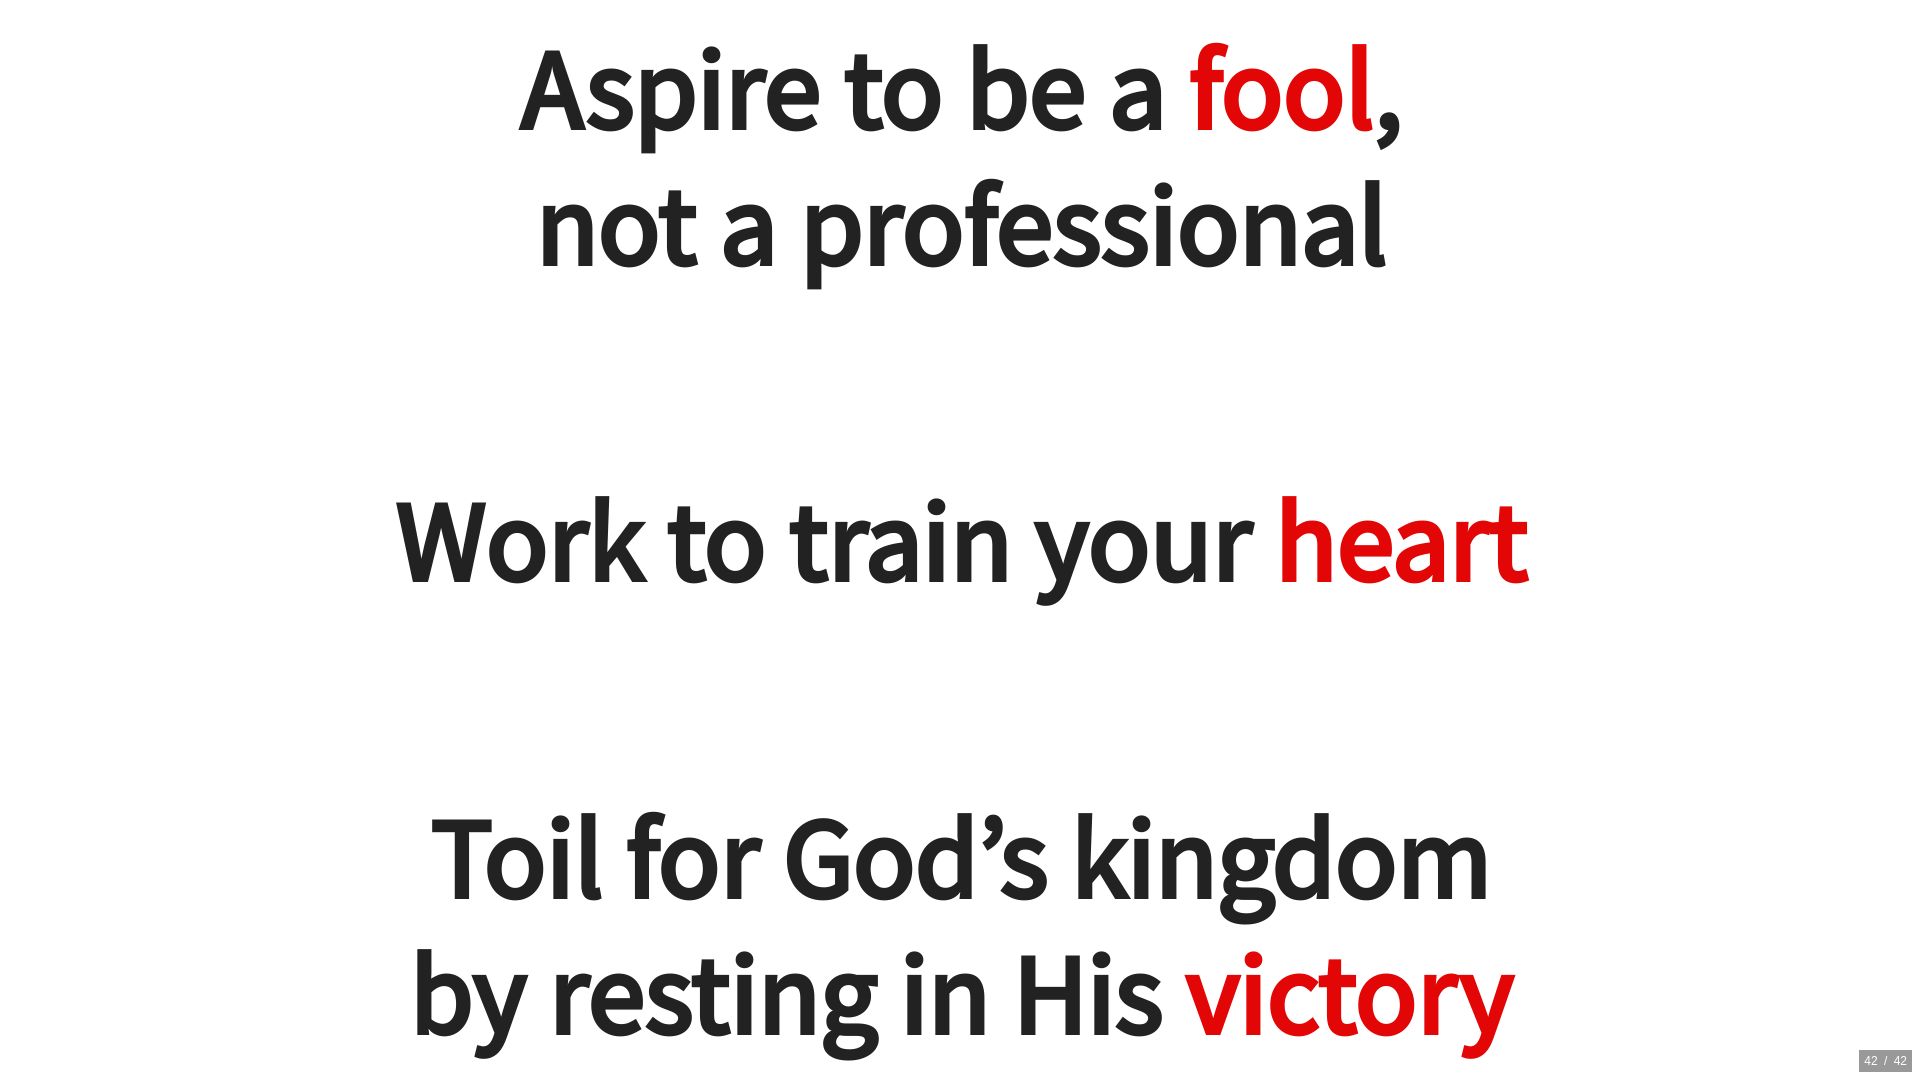 Aspire to be a fool,
not a professional
Work to train your heart
Toil for God’s kingdom
by resting in His victory
42 / 42